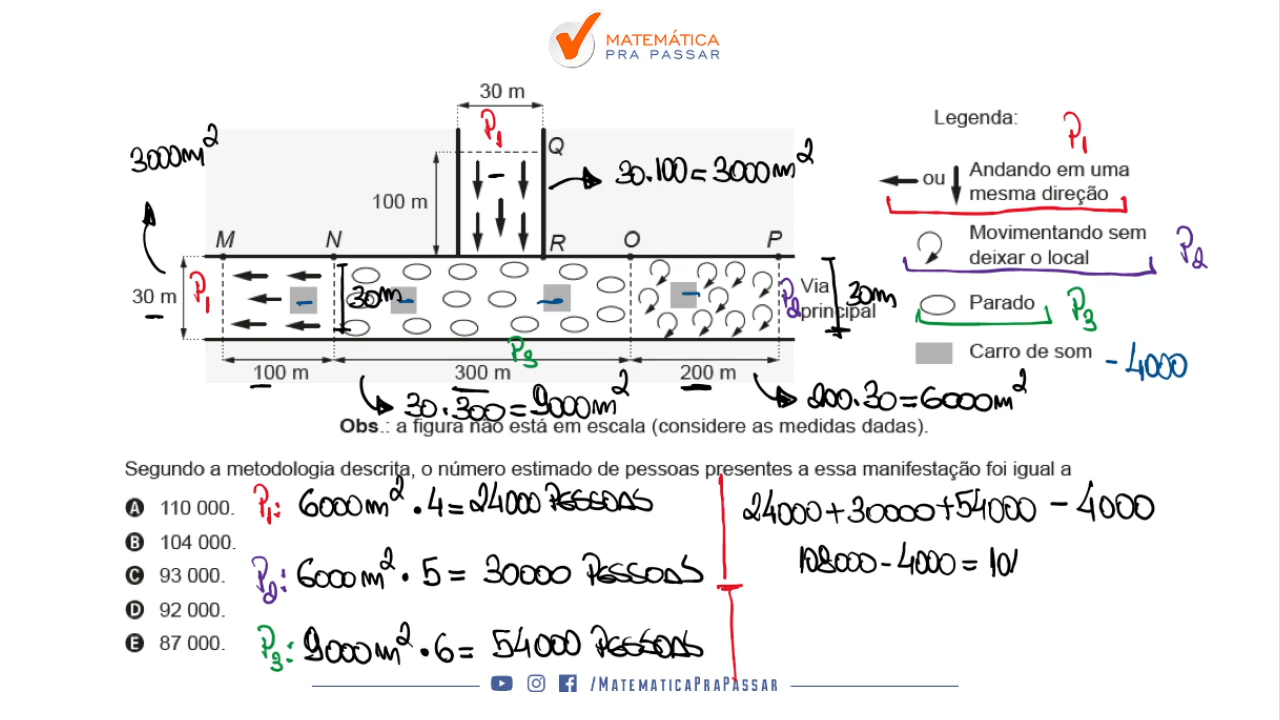 MATEMÁTICA
PRA PASSAR
30 m
Legenda:
P1
P1
3000m²
Q
30.100=3000m²
ou
Andando em uma
mesma direção
100 m
M
N
R
O
P
Movimentando sem
deixar o local
P2
30 m
P1
30m
P2
Via
principal
30m
Parado
P3
P3
Carro de som
-4000
100 m
300 m
200 m
30.300=9000m²
200.30=6000m²
Obs.: a figura não está em escala (considere as medidas dadas).
Segundo a metodologia descrita, o número estimado de pessoas presentes a essa manifestação foi igual a
A 110 000.
B 104 000.
C 93 000.
D 92 000.
E 87 000.
P1: 6000m².4=24000 PESSOAS
P2: 6000m².5=30000 PESSOAS
P3: 9000m².6=54000 PESSOAS
24000+30000+54000-4000
108000-4000=10
/MatematicaPraPassar